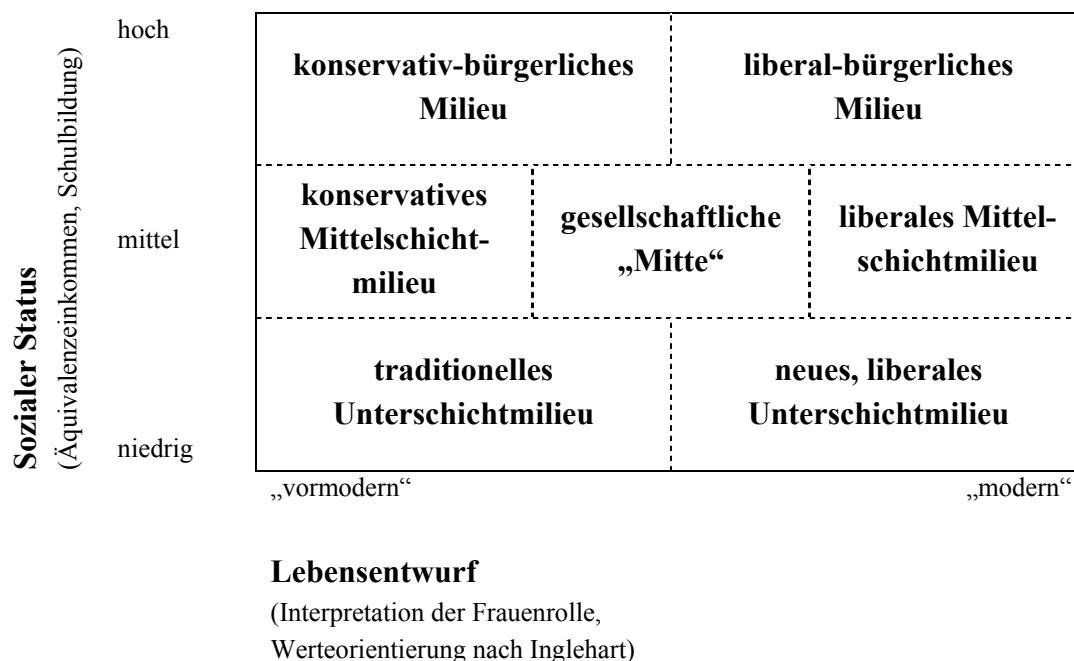 Sozialer Status
(Äquivalenzeinkommen, Schulbildung)
hoch
konservativ-bürgerliches
Milieu
liberal-bürgerliches
Milieu
mittel
konservatives
Mittelschicht-
milieu
gesellschaftliche
„Mitte“
liberales Mittel-
schichtmilieu
niedrig
traditionelles
Unterschichtmilieu
neues, liberales
Unterschichtmilieu
„vormodern“
„modern“
Lebensentwurf
(Interpretation der Frauenrolle,
Werteorientierung nach Inglehart)